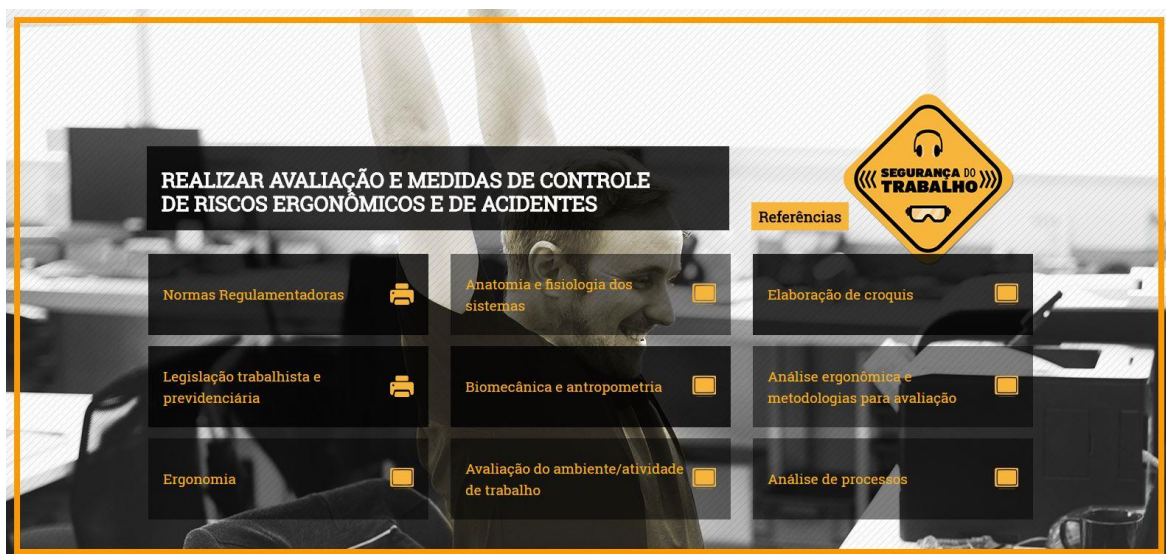 REALIZAR AVALIAÇÃO E MEDIDAS DE CONTROLE
DE RISCOS ERGONÔMICOS E DE ACIDENTES
SEGURANÇA DO
TRABALHO
Referências
Normas Regulamentadoras
Anatomia e fisiologia dos
sistemas
Elaboração de croquis
Legislação trabalhista e
previdenciária
Biomecânica e antropometria
Análise ergonômica e
metodologias para avaliação
Ergonomia
Avaliação do ambiente/atividade
de trabalho
Análise de processos